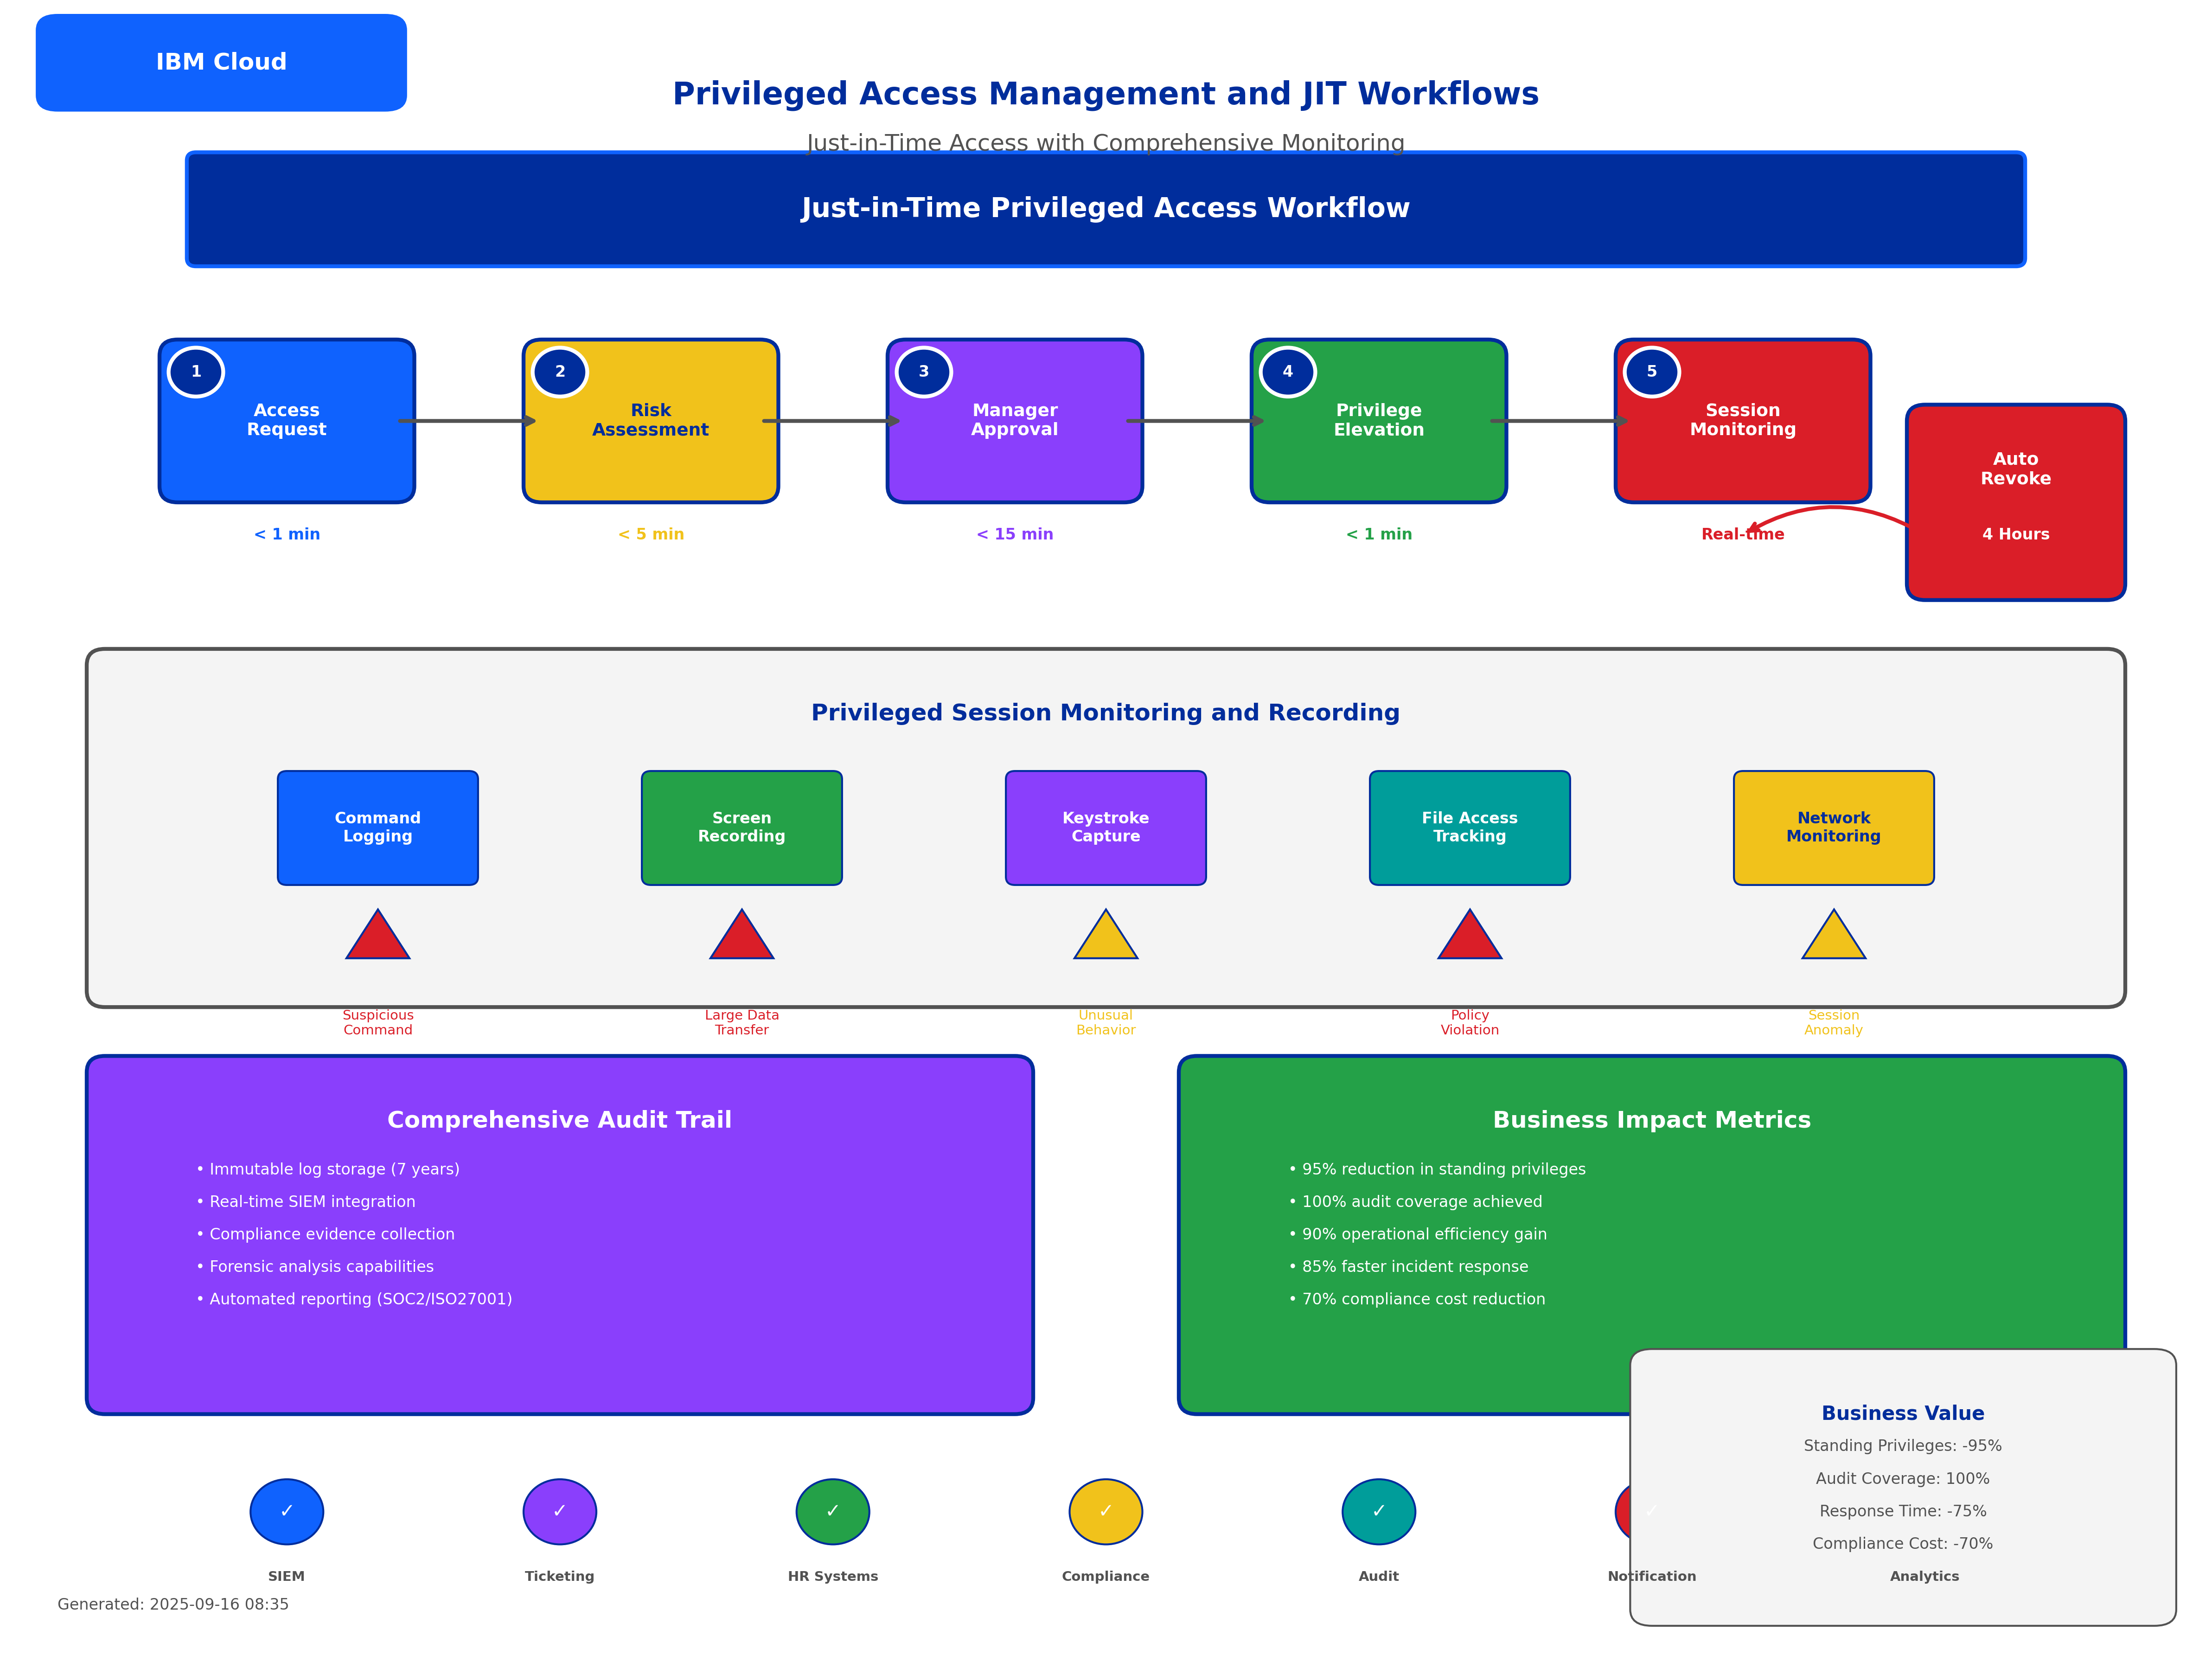 IBM Cloud
Privileged Access Management and JIT Workflows
Just-in-Time Access with Comprehensive Monitoring
Just-in-Time Privileged Access Workflow
1
Access
Request
< 1 min
2
Risk
Assessment
< 5 min
3
Manager
Approval
< 15 min
4
Privilege
Elevation
< 1 min
5
Session
Monitoring
Real-time
Auto
Revoke
4 Hours
Privileged Session Monitoring and Recording
Command
Logging
Screen
Recording
Keystroke
Capture
File Access
Tracking
Network
Monitoring
Suspicious
Command
Large Data
Transfer
Unusual
Behavior
Policy
Violation
Session
Anomaly
Comprehensive Audit Trail
• Immutable log storage (7 years)
• Real-time SIEM integration
• Compliance evidence collection
• Forensic analysis capabilities
• Automated reporting (SOC2/ISO27001)
Business Impact Metrics
• 95% reduction in standing privileges
• 100% audit coverage achieved
• 90% operational efficiency gain
• 85% faster incident response
• 70% compliance cost reduction
Business Value
Standing Privileges: -95%
Audit Coverage: 100%
Response Time: -75%
Compliance Cost: -70%
✓
SIEM
✓
Ticketing
✓
HR Systems
✓
Compliance
✓
Audit
✓
Notification
Analytics
Generated: 2025-09-16 08:35